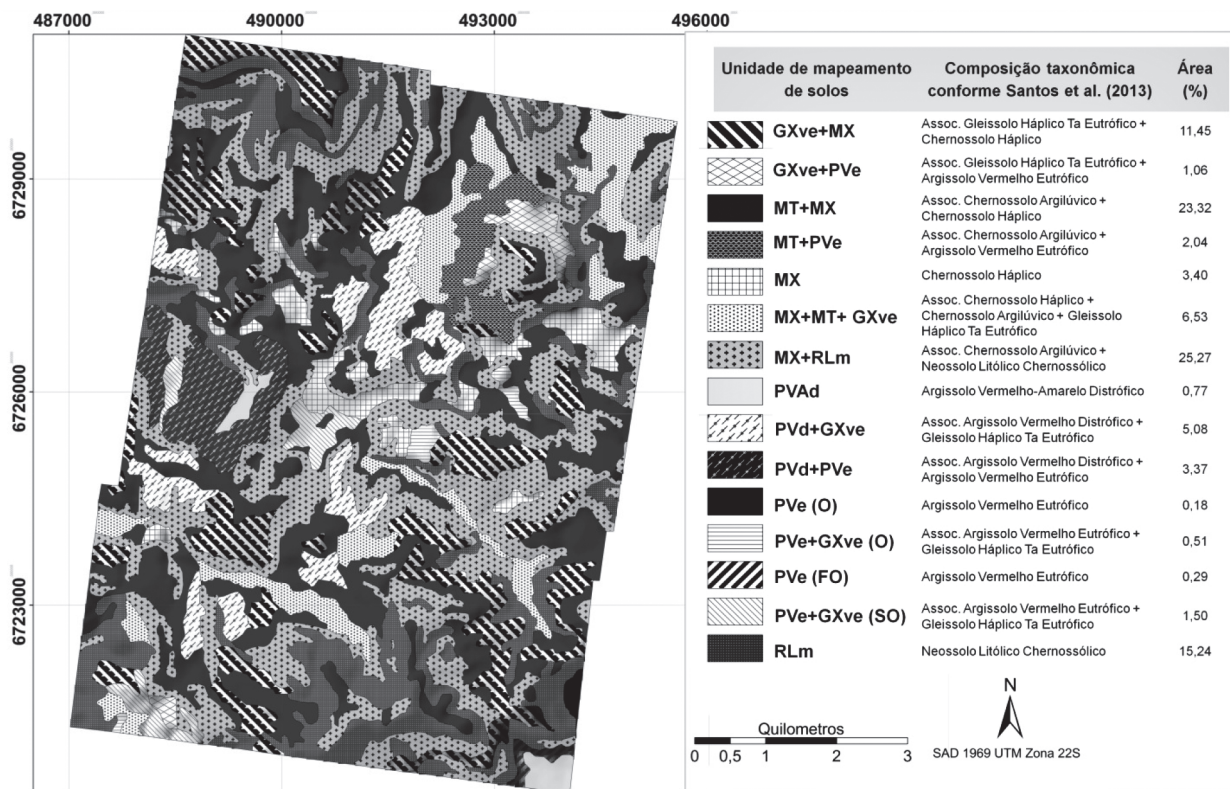 487000 490000 493000 496000
6729000
6726000
6723000
Unidade de mapeamento de solos
Composição taxonômica conforme Santos et al. (2013)
Área (%)
GXve+MX
Assoc. Gleissolo Háplico Ta Eutrófico +
Chernossolo Háplico
11,45
GXve+PVe
Assoc. Gleissolo Háplico Ta Eutrófico +
Argissolo Vermelho Eutrófico
1,06
MT+MX
Assoc. Chernossolo Argilúvico +
Chernossolo Háplico
23,32
MT+PVe
Assoc. Chernossolo Argilúvico +
Argissolo Vermelho Eutrófico
2,04
MX
Chernossolo Háplico
3,40
MX+MT+ GXve
Assoc. Chernossolo Háplico +
Chernossolo Argilúvico + Gleissolo
Háplico Ta Eutrófico
6,53
MX+RLm
Assoc. Chernossolo Argilúvico +
Neossolo Litólico Chernossólico
25,27
PVAd
Argissolo Vermelho-Amarelo Distrófico
0,77
PVd+GXve
Assoc. Argissolo Vermelho Distrófico +
Gleissolo Háplico Ta Eutrófico
5,08
PVd+PVe
Assoc. Argissolo Vermelho Distrófico +
Argissolo Vermelho Eutrófico
3,37
PVe (O)
Argissolo Vermelho Eutrófico
0,18
PVe+GXve (O)
Assoc. Argissolo Vermelho Eutrófico +
Gleissolo Háplico Ta Eutrófico
0,51
PVe (FO)
Argissolo Vermelho Eutrófico
0,29
PVe+GXve (SO)
Assoc. Argissolo Vermelho Eutrófico +
Gleissolo Háplico Ta Eutrófico
1,50
RLm
Neossolo Litólico Chernossólico
15,24
N
Quilometros
0 0,5 1 2 3
SAD 1969 UTM Zona 22S